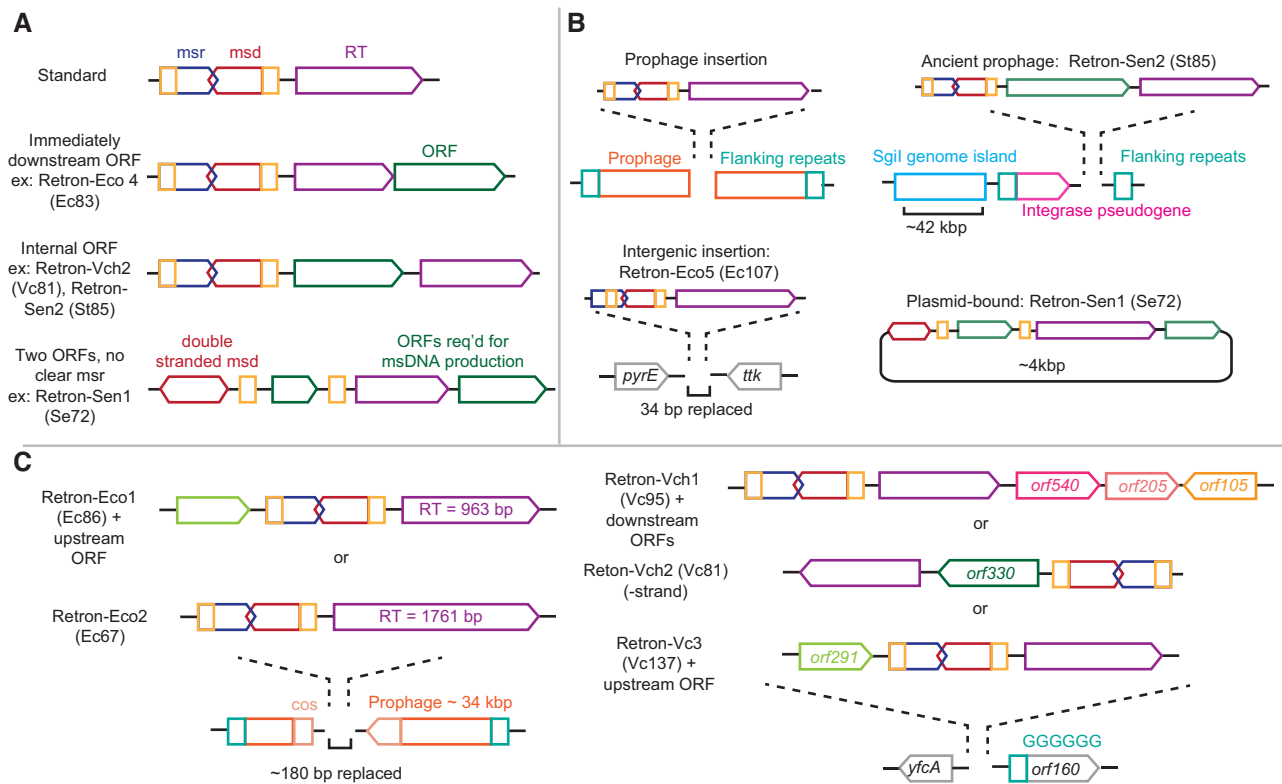 A
msr
msd
RT
Standard
Immediately
downstream ORF
ex: Retron-Eco 4
(Ec83)
ORF
Internal ORF
ex: Retron-Vch2
(Vc81), Retron-
Sen2 (St85)
Two ORFs, no
clear msr
ex: Retron-Sen1
(Se72)
double
stranded msd
ORFs req'd for
msDNA production
B
Prophage insertion
Prophage
Flanking repeats
Ancient prophage: Retron-Sen2 (St85)
SgiI genome island
Flanking repeats
Integrase pseudogene
~42 kbp
Intergenic insertion:
Retron-Eco5 (Ec107)
pyrE
ttk
34 bp replaced
Plasmid-bound: Retron-Sen1 (Se72)
~4kbp
C
Retron-Eco1
(Ec86) +
upstream
ORF
RT = 963 bp
or
Retron-Eco2
(Ec67)
RT = 1761 bp
cos
Prophage ~ 34 kbp
~180 bp replaced
Retron-Vch1
(Vc95) +
downstream
ORFs
orf540
orf205
orf105
or
Reton-Vch2 (Vc81)
(-strand)
orf330
or
Retron-Vc3
(Vc137) +
upstream ORF
orf291
GGGGGG
yfcA
orf160